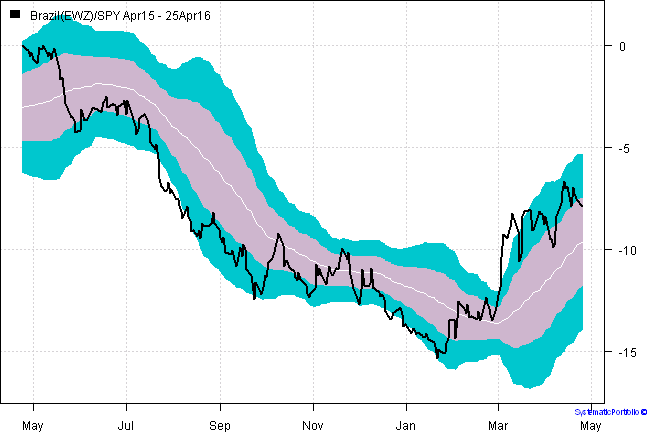 Brazil(EWZ)/SPY Apr15 - 25Apr16
0
-5
-10
-15
SystematicPortfolio ©
May Jul Sep Nov Jan Mar May